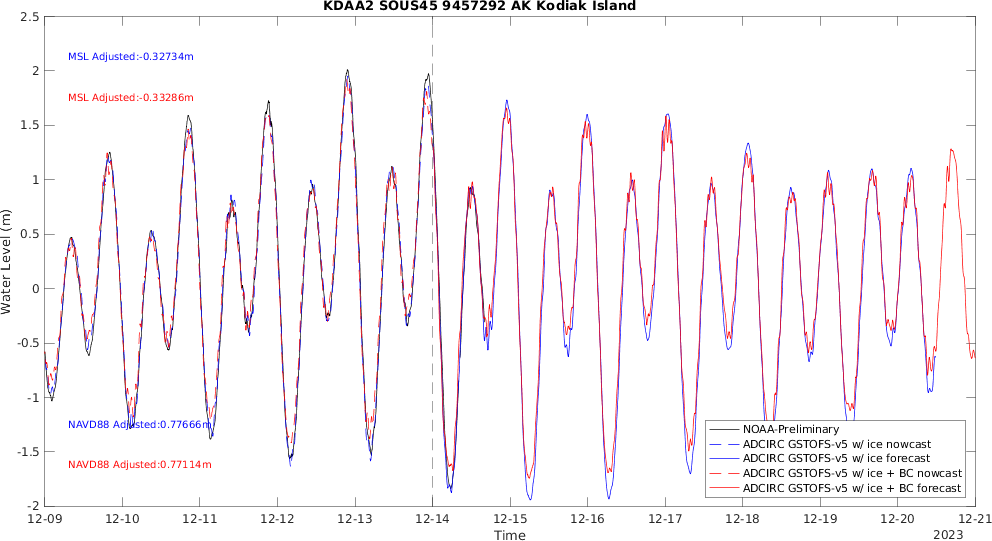 KDAA2 SOUS45 9457292 AK Kodiak Island
2.5
2
1.5
1
0.5
0
-0.5
-1
-1.5
-2
Water Level (m)
MSL Adjusted:-0.32734m
MSL Adjusted:-0.33286m
NAVD88 Adjusted:0.77666m
NAVD88 Adjusted:0.77114m
NOAA-Preliminary
ADCIRC GSTOFS-v5 w/ ice nowcast
ADCIRC GSTOFS-v5 w/ ice forecast
ADCIRC GSTOFS-v5 w/ ice + BC nowcast
ADCIRC GSTOFS-v5 w/ ice + BC forecast
12-09 12-10 12-11 12-12 12-13 12-14 12-15 12-16 12-17 12-18 12-19 12-20 12-21
Time
2023